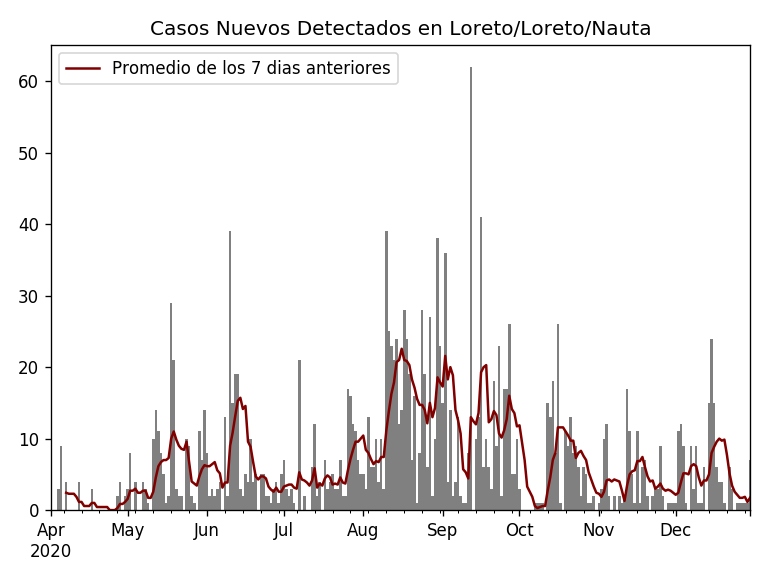 Casos Nuevos Detectados en Loreto/Loreto/Nauta
Promedio de los 7 dias anteriores
60
50
40
30
20
10
0
Apr May Jun Jul Aug Sep Oct Nov Dec
2020